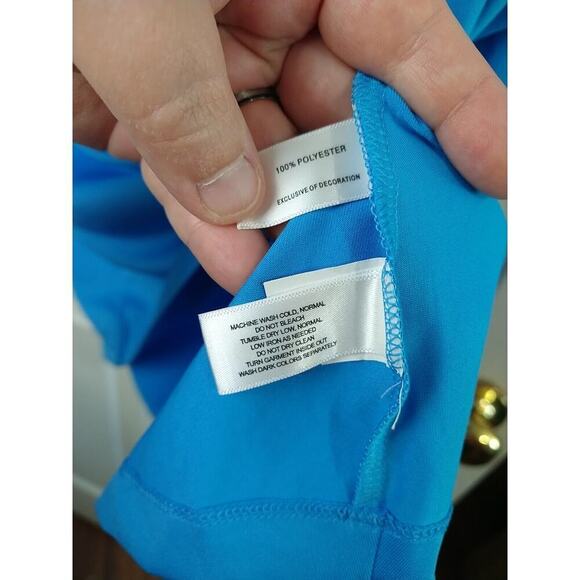 100% POLYESTER
EXCLUSIVE OF DECORATION
MACHINE WASH COLD, NORMAL
DO NOT BLEACH
TUMBLE DRY LOW, NORMAL
LOW IRON AS NEEDED
DO NOT DRY CLEAN
TURN GARMENT INSIDE OUT
WASH DARK COLORS SEPARATELY